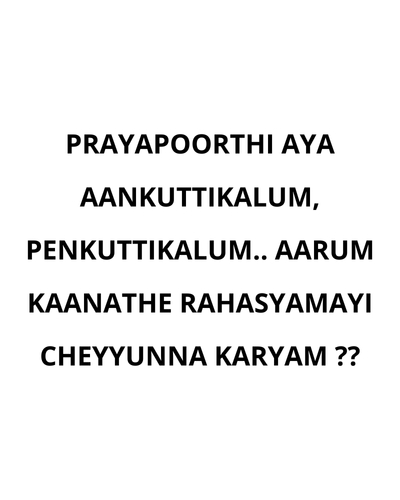 PRAYAPOORTHI AYA
AANKUTTIKALUM,
PENKUTTIKALUM.. AARUM
KAANATHE RAHASYAMAYI
CHEYYUNNA KARYAM ??